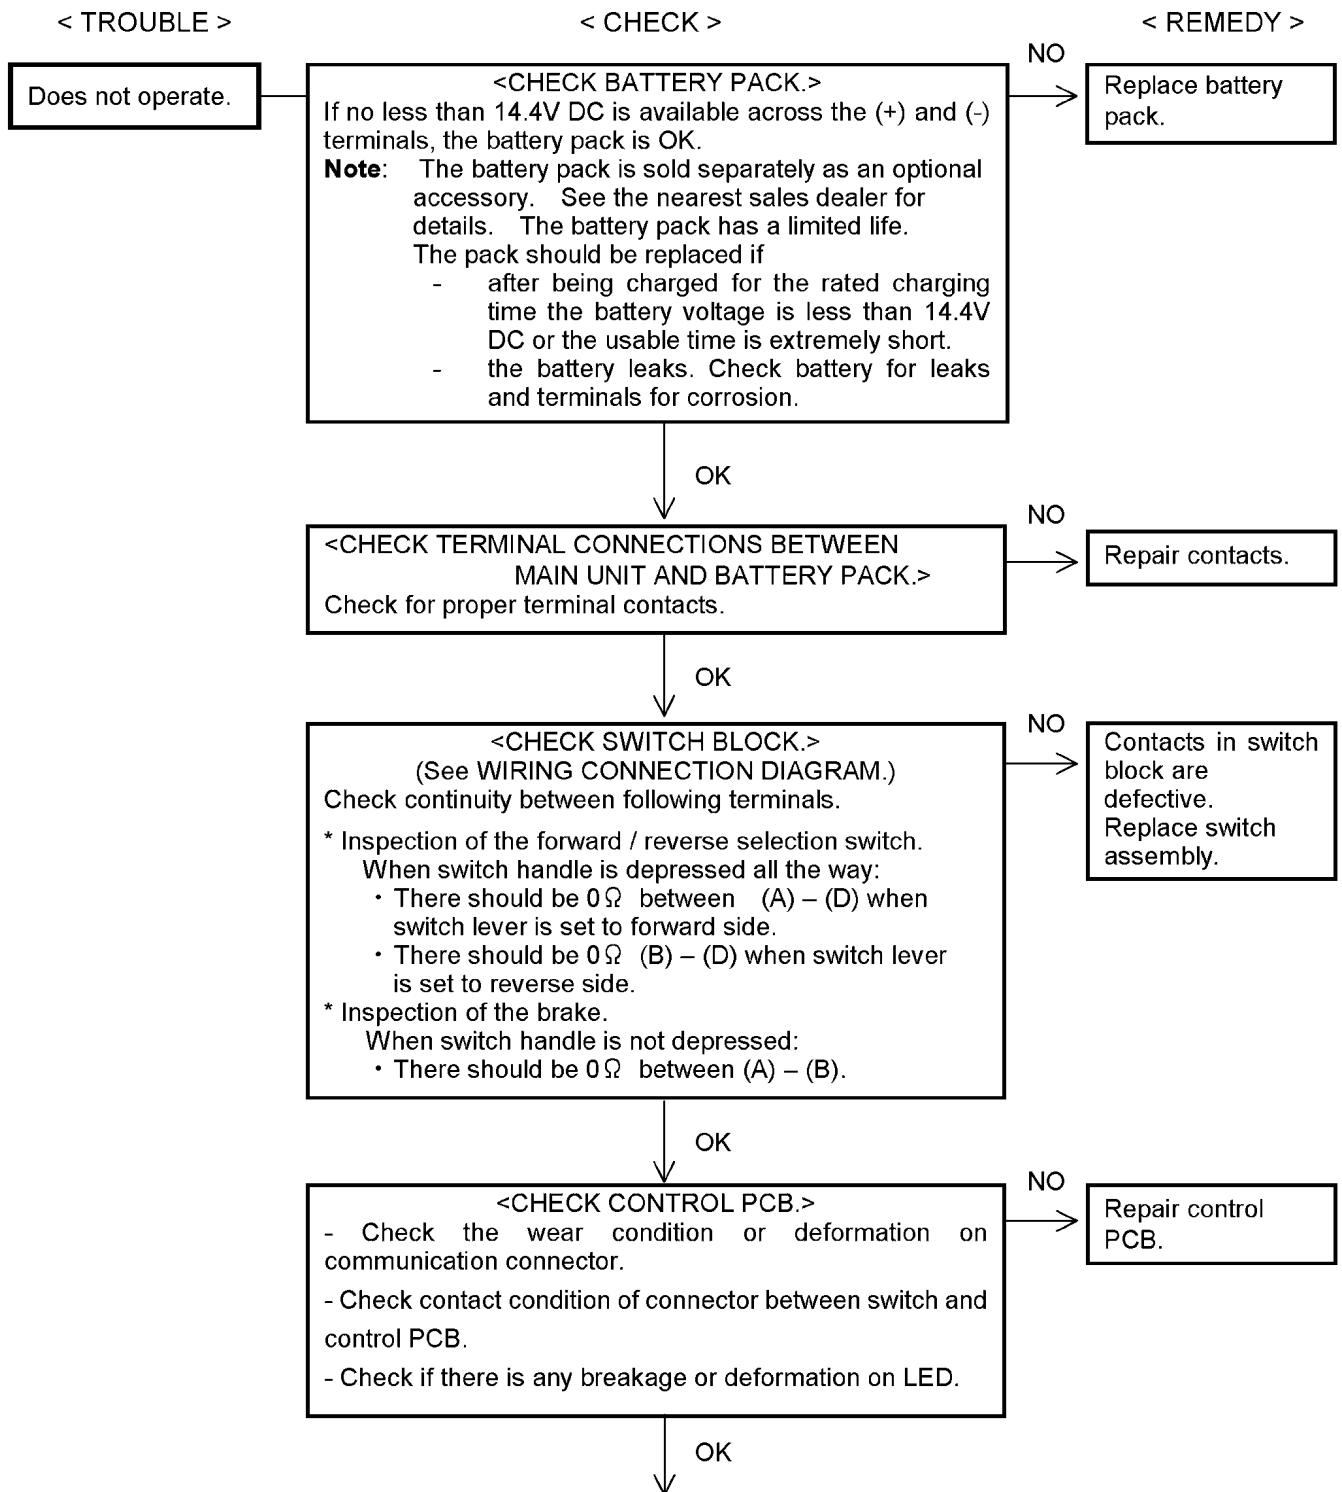 < TROUBLE >
< CHECK >
< REMEDY >
Does not operate.
<CHECK BATTERY PACK.>
If no less than 14.4V DC is available across the (+) and (-)
terminals, the battery pack is OK.
Note: The battery pack is sold separately as an optional
accessory. See the nearest sales dealer for
details. The battery pack has a limited life.
The pack should be replaced if
- after being charged for the rated charging
time the battery voltage is less than 14.4V
DC or the usable time is extremely short.
- the battery leaks. Check battery for leaks
and terminals for corrosion.
NO
Replace battery
pack.
OK
<CHECK TERMINAL CONNECTIONS BETWEEN
MAIN UNIT AND BATTERY PACK.>
Check for proper terminal contacts.
NO
Repair contacts.
OK
<CHECK SWITCH BLOCK.>
(See WIRING CONNECTION DIAGRAM.)
Check continuity between following terminals.
* Inspection of the forward / reverse selection switch.
When switch handle is depressed all the way:
・There should be 0Ω between (A) – (D) when
switch lever is set to forward side.
・There should be 0Ω (B) – (D) when switch lever
is set to reverse side.
* Inspection of the brake.
When switch handle is not depressed:
・There should be 0Ω between (A) – (B).
NO
Contacts in switch
block are
defective.
Replace switch
assembly.
OK
<CHECK CONTROL PCB.>
- Check the wear condition or deformation on
communication connector.
- Check contact condition of connector between switch and
control PCB.
- Check if there is any breakage or deformation on LED.
NO
Repair control
PCB.
OK